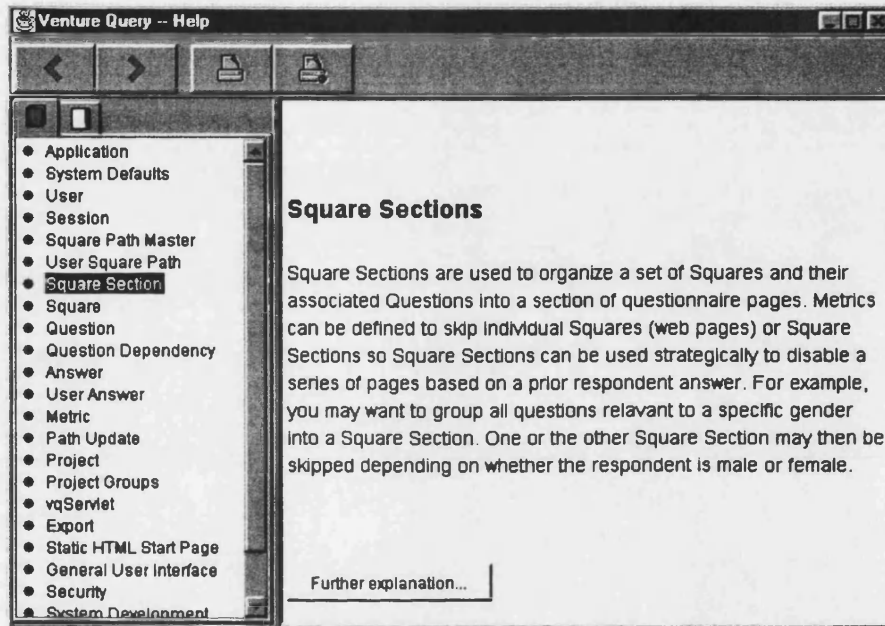 Venture Query -- Help
Application
System Defaults
User
Session
Square Path Master
User Square Path
Square Section
Square
Question
Question Dependency
Answer
User Answer
Metric
Path Update
Project
Project Groups
vqServlet
Export
Static HTML Start Page
General User Interface
Security
System Development
Square Sections
Square Sections are used to organize a set of Squares and their
associated Questions into a section of questionnaire pages. Metrics
can be defined to skip individual Squares (web pages) or Square
Sections so Square Sections can be used strategically to disable a
series of pages based on a prior respondent answer. For example,
you may want to group all questions relavant to a specific gender
into a Square Section. One or the other Square Section may then be
skipped depending on whether the respondent is male or female.
Further explanation...